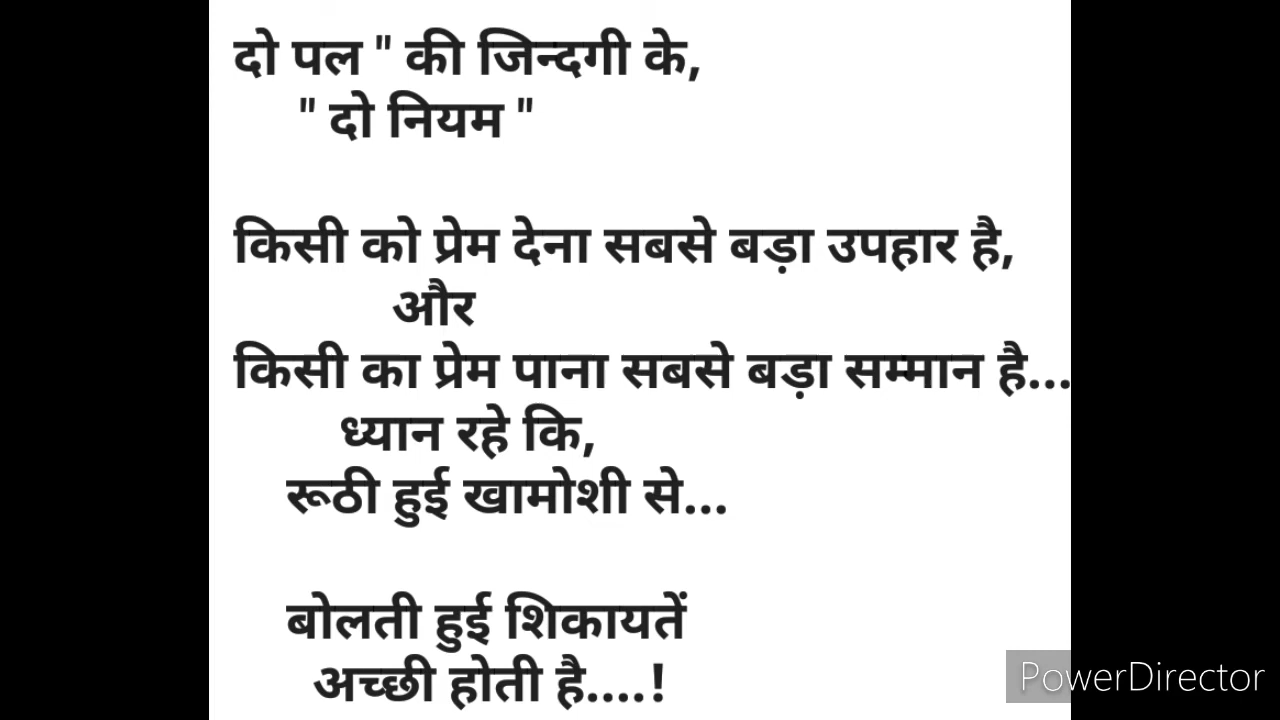 दो पल " की जिन्दगी के,
" दो नियम "
किसी को प्रेम देना सबसे बड़ा उपहार है,
और
किसी का प्रेम पाना सबसे बड़ा सम्मान है...
ध्यान रहे कि,
रूठी हुई खामोशी से...
बोलती हुई शिकायतें
अच्छी होती है....!
PowerDirector